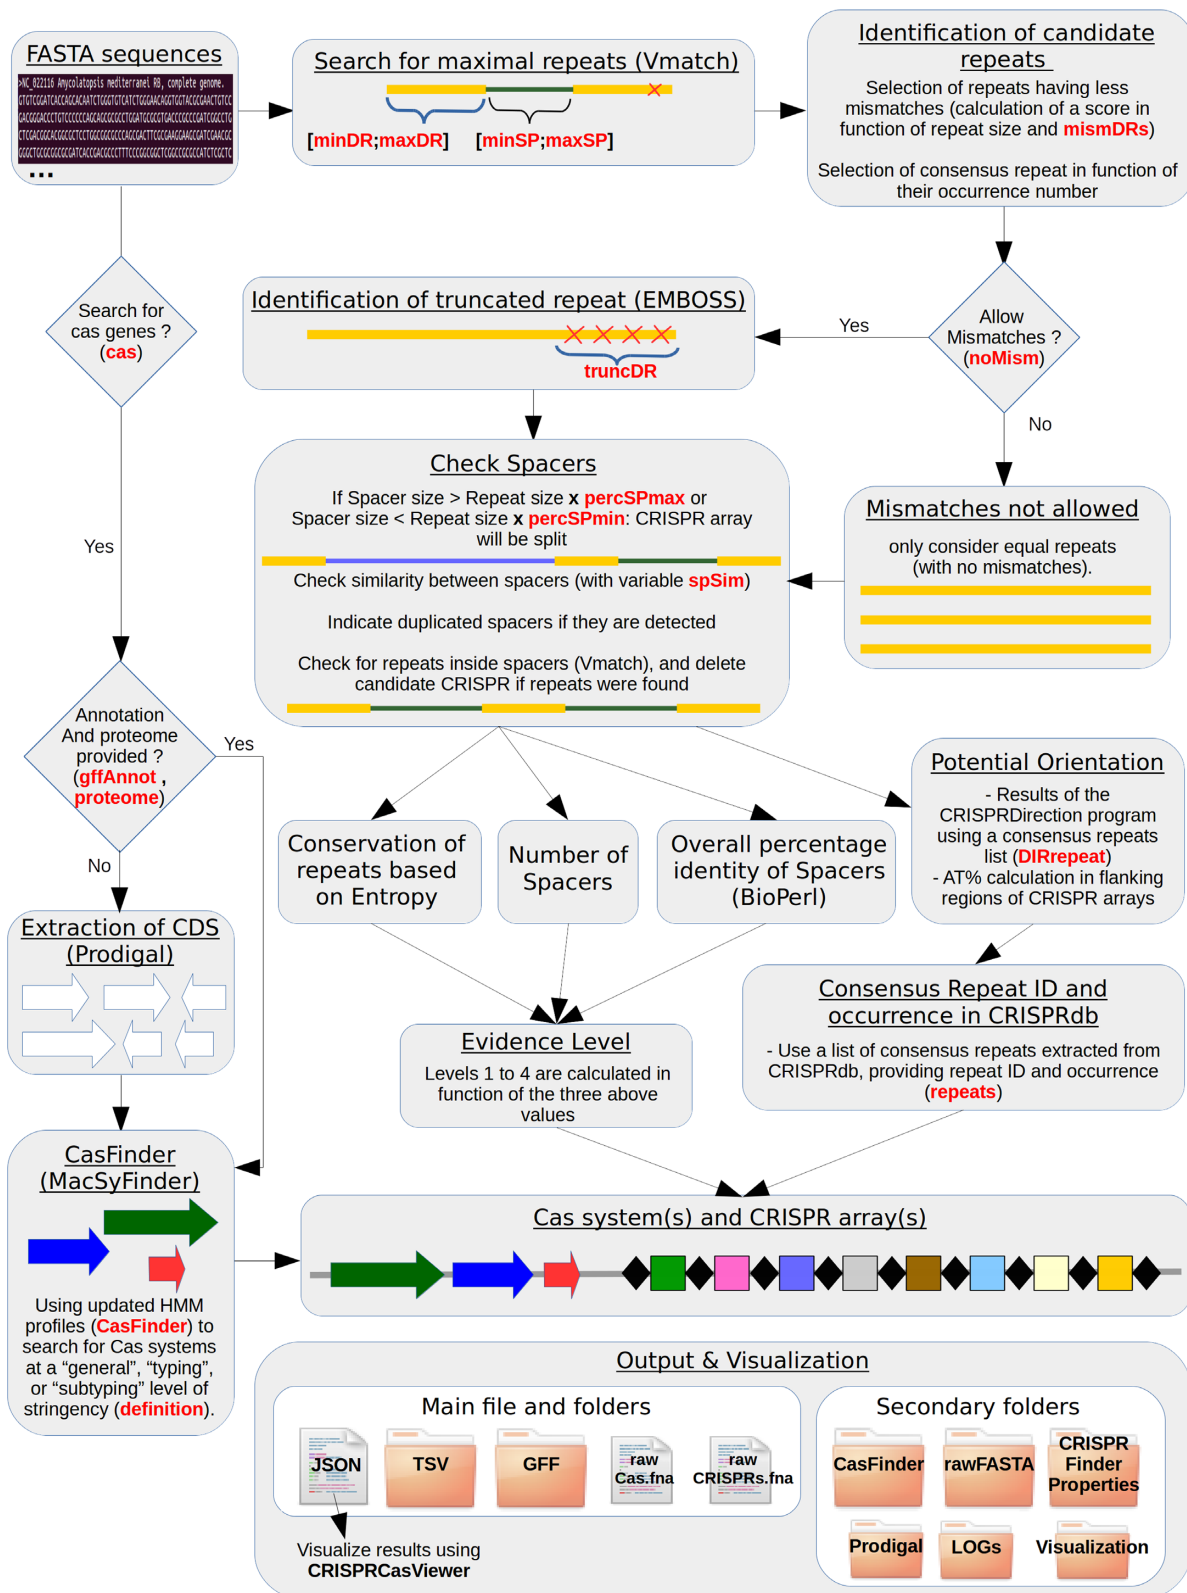 FASTA sequences
>NC_022116 Amycolatopsis mediterranei RB, complete genome.
GTGTCGGATCACCAGCACAATCTGGGTGTCATCTGGGAACAGGTGGTACGCGAACTGTCC
GACGGGACCCTGTCCCCCCAGCAGCGCGCCTGGATCCGCGTGACCCGCCCGATCGGCCTG
CTCGACGGCACGGCGCTCCTGGCGGCGCCCAGCGACTTCGCGAAGGAAGCGATCGAACGC
GGGCTGCGCGGCGCGATCACCGACGCCCTTTCCCGGCGGCTCGGCCGCGCCATCTCGCTC
...
Search for maximal repeats (Vmatch)
[minDR;maxDR] [minSP;maxSP]
Identification of candidate
repeats
Selection of repeats having less
mismatches (calculation of a score in
function of repeat size and mismDRs)
Selection of consensus repeat in function of
their occurrence number
Search for
cas genes ?
(cas)
Identification of truncated repeat (EMBOSS)
truncDR
Yes
Allow
Mismatches ?
(noMism)
No
Check Spacers
If Spacer size > Repeat size x percSPmax or
Spacer size < Repeat size x percSPmin: CRISPR array
will be split
Check similarity between spacers (with variable spSim)
Indicate duplicated spacers if they are detected
Check for repeats inside spacers (Vmatch), and delete
candidate CRISPR if repeats were found
Mismatches not allowed
only consider equal repeats
(with no mismatches).
Yes
Annotation
And proteome
provided ?
(gffAnnot ,
proteome)
Yes
No
Conservation of
repeats based
on Entropy
Number of
Spacers
Overall percentage
identity of Spacers
(BioPerl)
Potential Orientation
- Results of the
CRISPRDirection program
using a consensus repeats
list (DIRrepeat)
- AT% calculation in flanking
regions of CRISPR arrays
Extraction of CDS
(Prodigal)
Evidence Level
Levels 1 to 4 are calculated in
function of the three above
values
Consensus Repeat ID and
occurrence in CRISPRdb
- Use a list of consensus repeats extracted from
CRISPRdb, providing repeat ID and occurrence
(repeats)
CasFinder
(MacSyFinder)
Using updated HMM
profiles (CasFinder) to
search for Cas systems
at a “general”, “typing”,
or “subtyping” level of
stringency (definition).
Cas system(s) and CRISPR array(s)
Output & Visualization
Main file and folders
JSON
TSV
GFF
raw
Cas.fna
raw
CRISPRs.fna
Visualize results using
CRISPRCasViewer
Secondary folders
CasFinder
rawFASTA
CRISPR
Finder
Properties
Prodigal
LOGs
Visualization